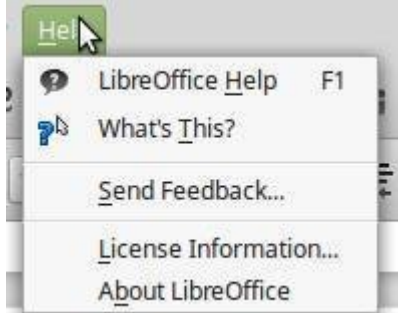 Help
LibreOffice Help F1
What's This?
Send Feedback...
License Information...
About LibreOffice